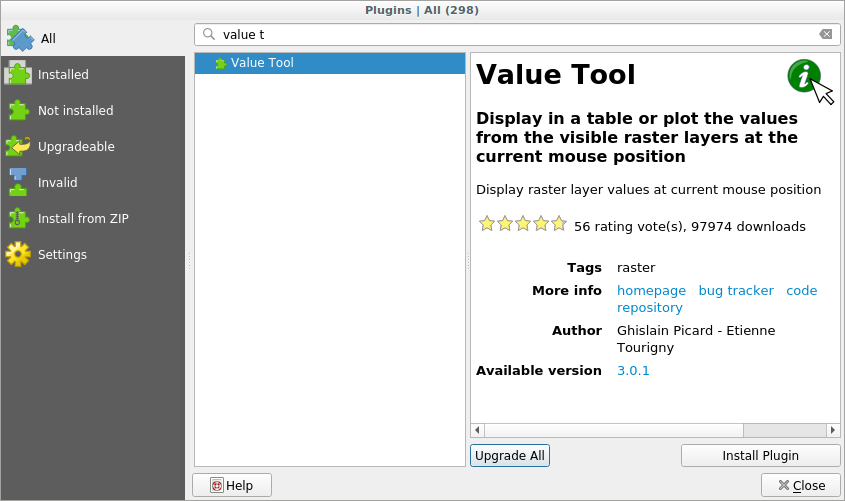 Plugins | All (298)
All
Installed
Not installed
Upgradeable
Invalid
Install from ZIP
Settings
value t
Value Tool
Value Tool
Display in a table or plot the values
from the visible raster layers at the
current mouse position
Display raster layer values at current mouse position
56 rating vote(s), 97974 downloads
Tags raster
More info homepage bug tracker code
repository
Author Ghislain Picard - Etienne
Tourigny
Available version 3.0.1
Upgrade All
Install Plugin
Help
Close